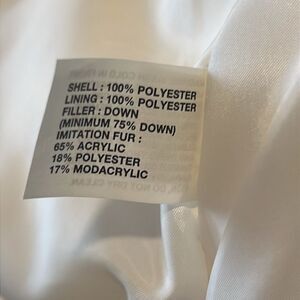 SHELL : 100% POLYESTER
LINING : 100% POLYESTER
FILLER : DOWN
(MINIMUM 75% DOWN)
IMITATION FUR :
65% ACRYLIC
18% POLYESTER
17% MODACRYLIC